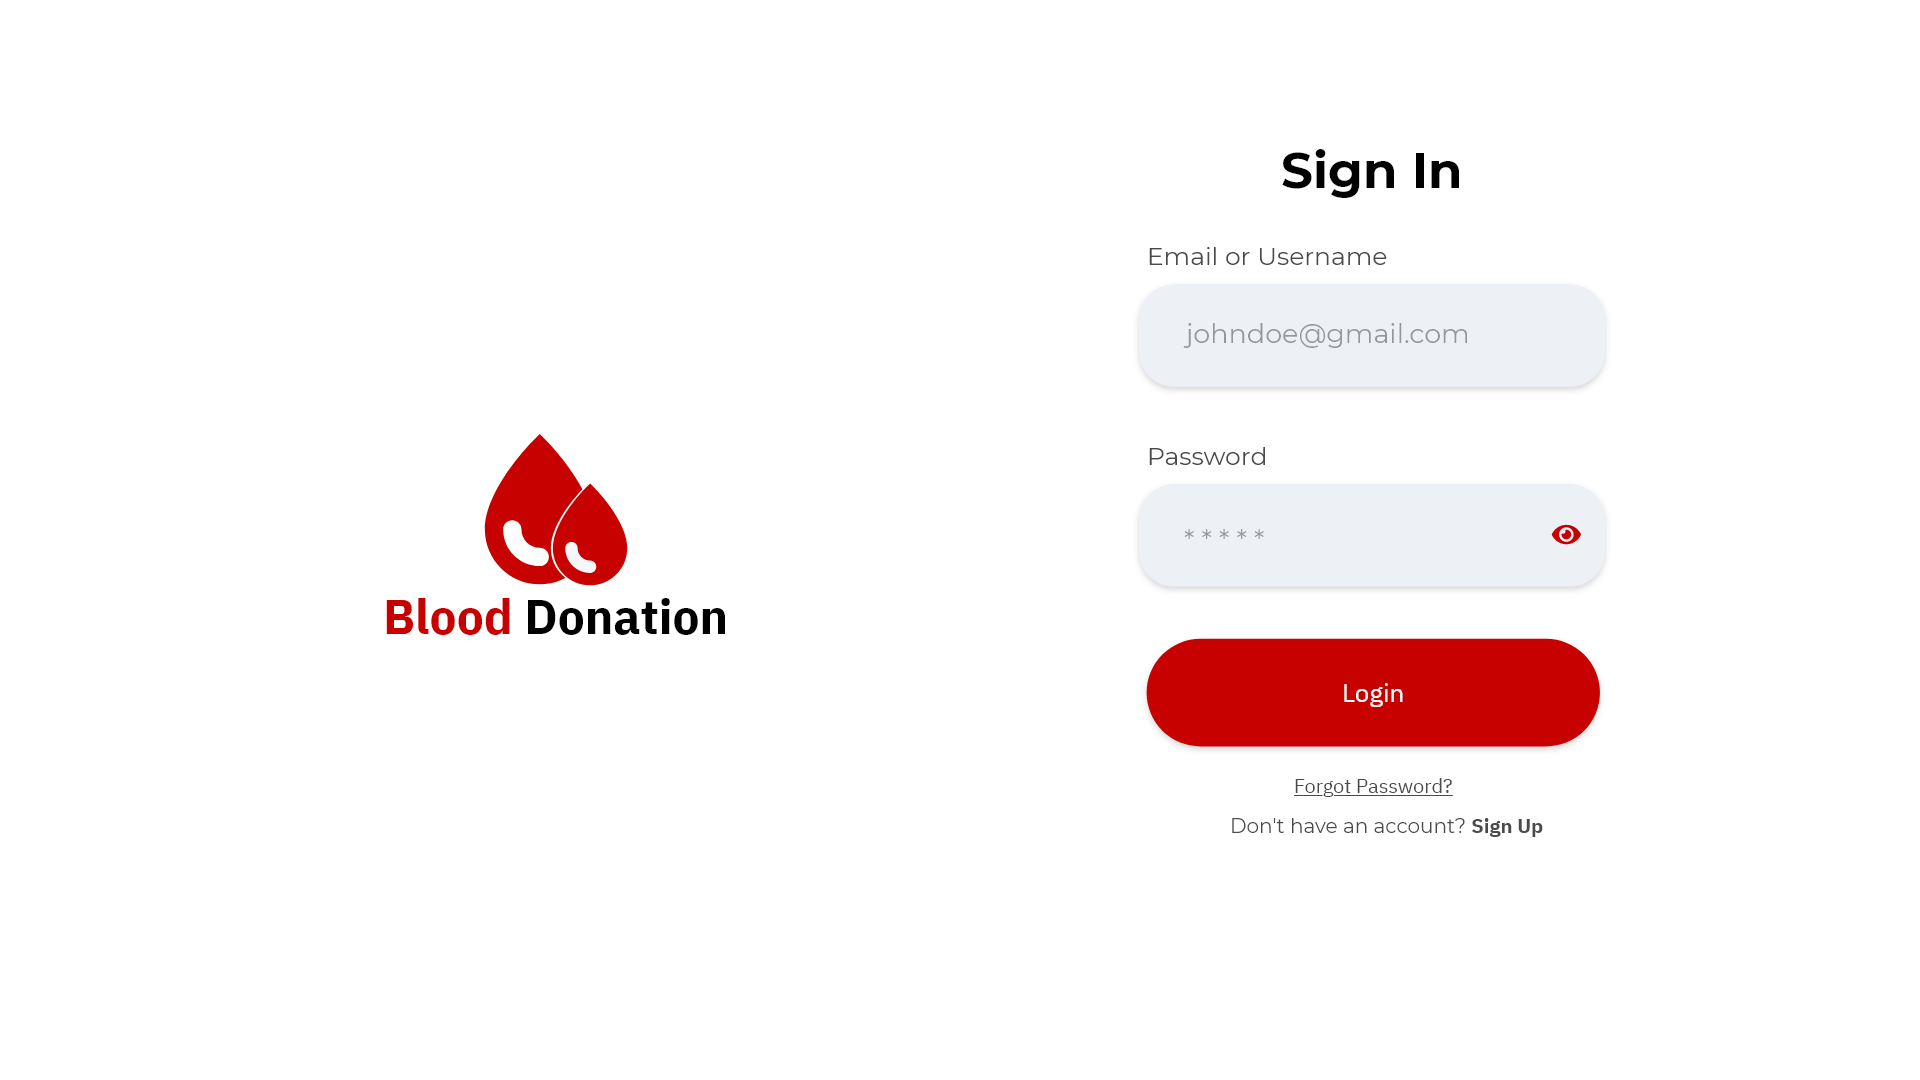 Blood Donation
Sign In
Email or Username
johndoe@gmail.com
Password
* * * * *
Login
Forgot Password?
Don't have an account? Sign Up